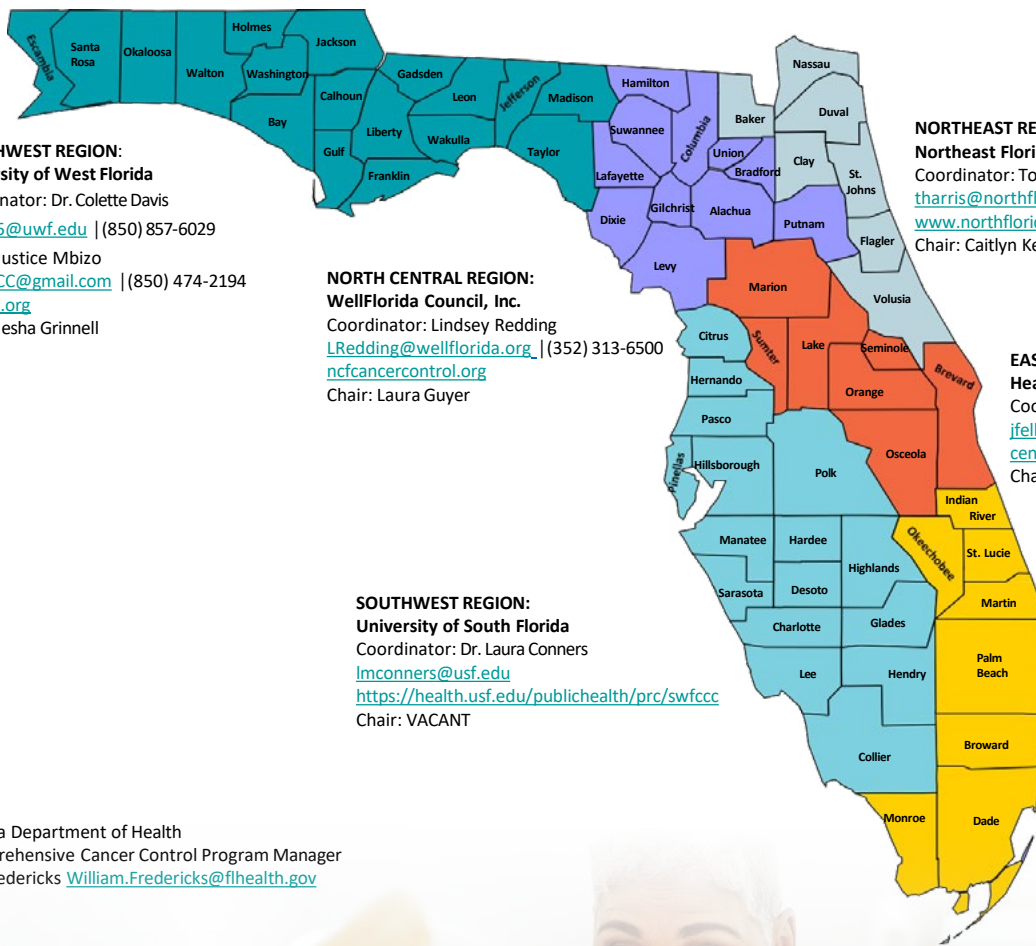 Escambia
Santa
Rosa
Okaloosa
Walton
Holmes
Washington
Jackson
Bay
Calhoun
Gulf
Gadsden
Liberty
Franklin
Leon
Wakulla
Jefferson
Madison
Taylor
Hamilton
Suwannee
Lafayette
Columbia
Union
Bradford
Dixie
Gilchrist
Alachua
Putnam
Levy
Nassau
Baker
Duval
Clay
St.
Johns
Flagler
Volusia
Marion
Sumter
Lake
Seminole
Orange
Brevard
Osceola
Citrus
Hernando
Pasco
Pinellas
Hillsborough
Polk
Manatee
Hardee
Highlands
Sarasota
Desoto
Charlotte
Glades
Lee
Hendry
Collier
Indian
River
Okeechobee
St. Lucie
Martin
Palm
Beach
Broward
Monroe
Dade
HWEST REGION:
rsity of West Florida
inator: Dr. Colette Davis
5@uwf.edu | (850) 857-6029
ustice Mbizo
CC@gmail.com | (850) 474-2194
.org
esha Grinnell
NORTH CENTRAL REGION:
WellFlorida Council, Inc.
Coordinator: Lindsey Redding
LRedding@wellflorida.org | (352) 313-6500
ncfcancercontrol.org
Chair: Laura Guyer
SOUTHWEST REGION:
University of South Florida
Coordinator: Dr. Laura Conners
lmconners@usf.edu
https://health.usf.edu/publichealth/prc/swfccc
Chair: VACANT
NORTHEAST RE
Northeast Flori
Coordinator: To
tharris@northfl
www.northflorid
Chair: Caitlyn Ke
EAS
Hea
Coo
jfell
cen
Cha
a Department of Health
rehensive Cancer Control Program Manager
edericks William.Fredericks@flhealth.gov